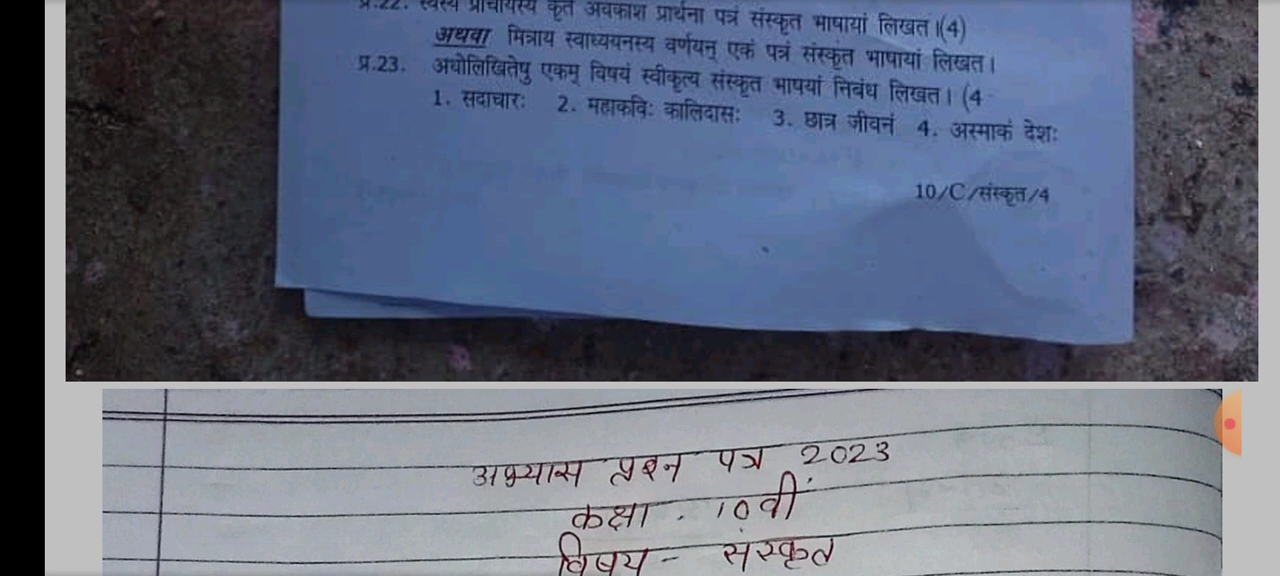 प्र.22. स्वस्य प्राचार्यस्य कृते अवकाश प्रार्थना पत्रं संस्कृत भाषायां लिखत।(4)
अथवा मित्राय स्वाध्ययनस्य वर्णयन् एकं पत्रं संस्कृत भाषायां लिखत।
प्र.23. अधोलिखितेषु एकम् विषयं स्वीकृत्य संस्कृत भाषयां निबंध लिखत। (4
1. सदाचारः 2. महाकविः कालिदासः 3. छात्र जीवनं 4. अस्माकं देशः
10/C/संस्कृत/4
अभ्यास प्रश्न पत्र 2023
कक्षा . 10वीं
विषय - संस्कृत